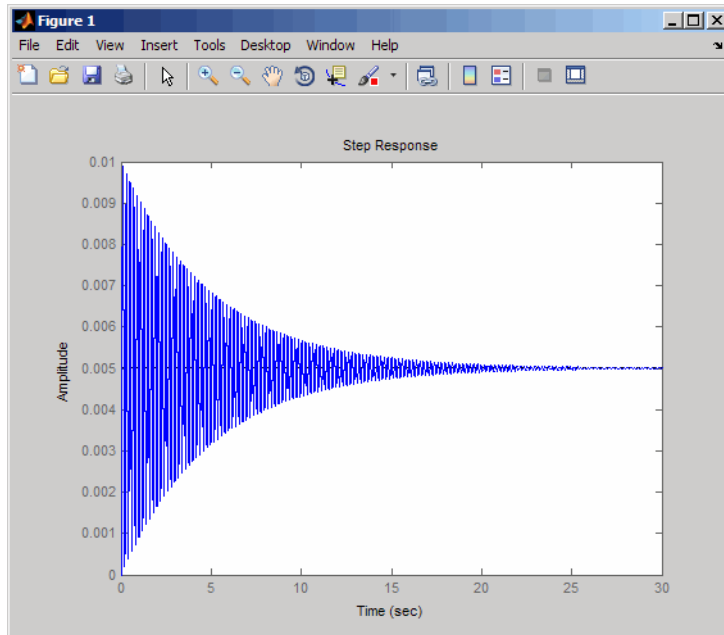 Figure 1
File Edit View Insert Tools Desktop Window Help
Step Response
0.01
0.009
0.008
0.007
0.006
0.005
0.004
0.003
0.002
0.001
0
Amplitude
0 5 10 15 20 25 30
Time (sec)